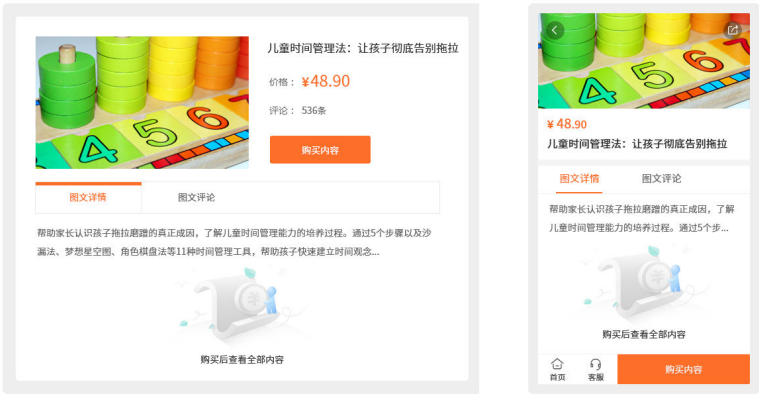 儿童时间管理法：让孩子彻底告别拖拉
价格： ¥48.90
评论： 536条
购买内容
图文详情 图文评论
帮助家长认识孩子拖拉磨蹭的真正成因，了解儿童时间管理能力的培养过程。通过5个步骤以及沙
漏法、梦想星空图、角色棋盘法等11种时间管理工具，帮助孩子快速建立时间观念...
购买后查看全部内容
4 5 6 7
4 5 6 7
¥ 48.90
儿童时间管理法：让孩子彻底告别拖拉
图文详情 图文评论
帮助家长认识孩子拖拉磨蹭的真正成因，了解
儿童时间管理能力的培养过程。通过5个步...
购买后查看全部内容
首页 客服 购买内容